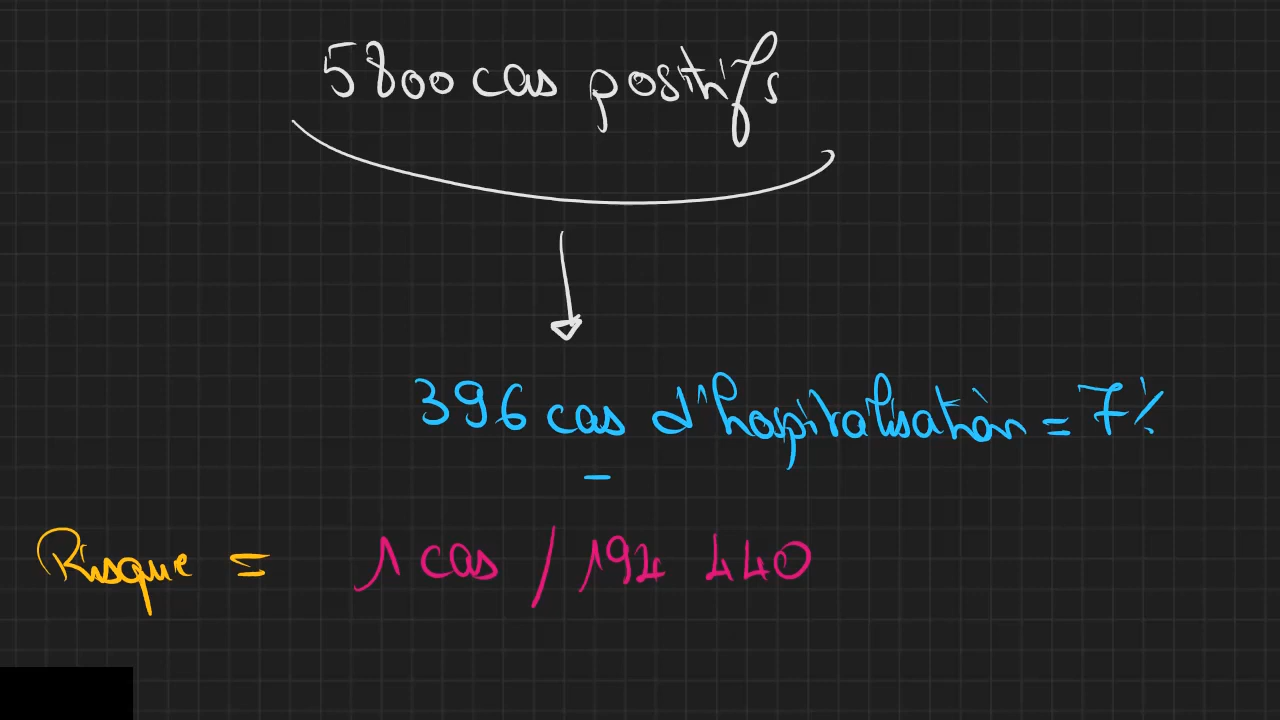 5800 cas positifs
396 cas d'hospitalisation = 7%
Risque = 1 cas / 194 440